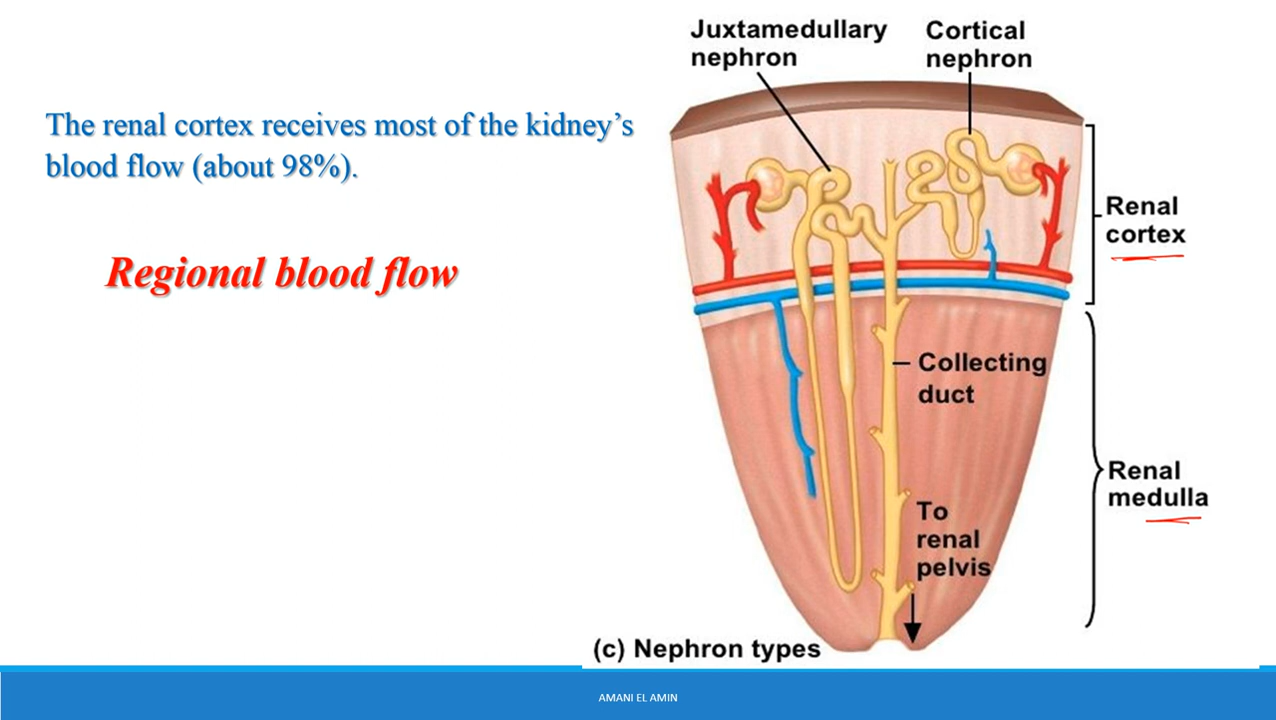 The renal cortex receives most of the kidney’s
blood flow (about 98%).
Regional blood flow
Juxtamedullary
nephron
Cortical
nephron
Renal
cortex
Collecting
duct
Renal
medulla
To
renal
pelvis
(c) Nephron types
AMANI EL AMIN